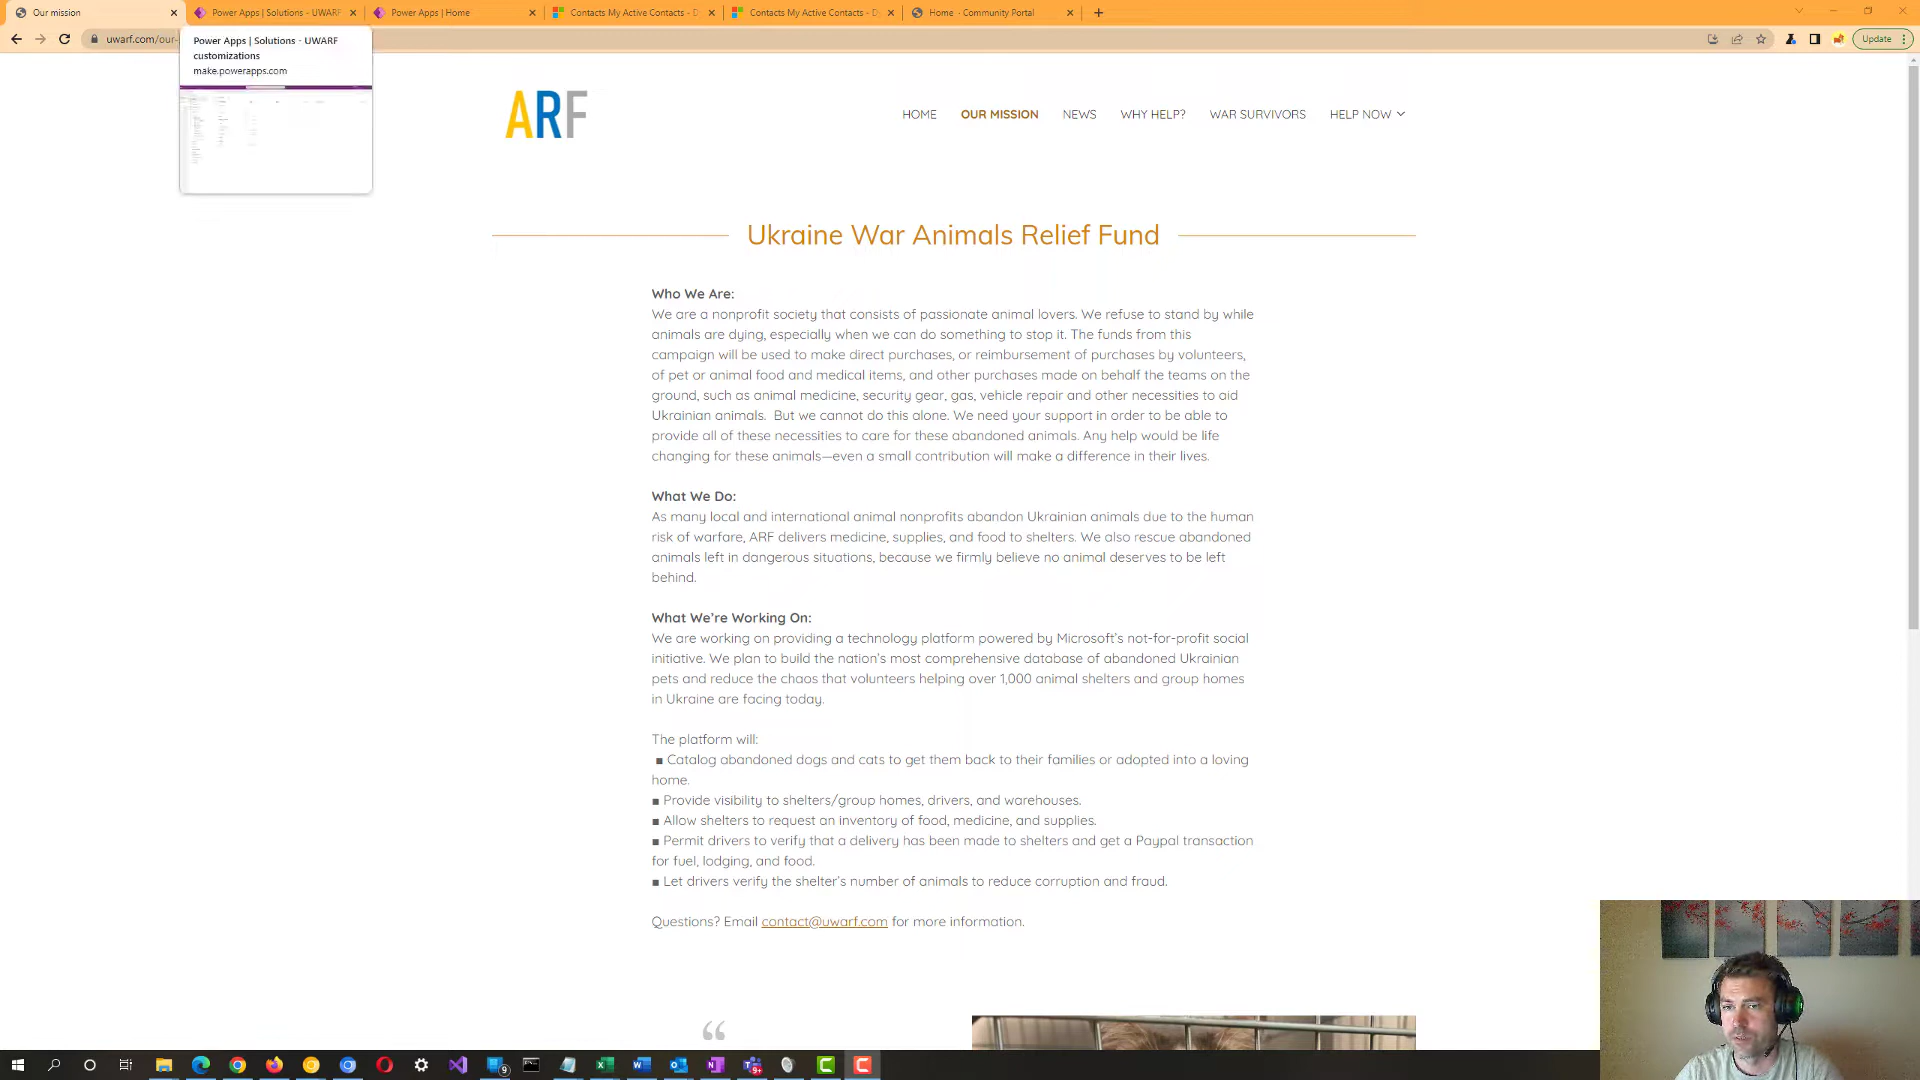 Our mission
Power Apps | Solutions - UWARF
Power Apps | Home
Contacts My Active Contacts - D
Contacts My Active Contacts - D
Home - Community Portal
uwarf.com/our-
Update
Power Apps | Solutions - UWARF
customizations
make.powerapps.com
ARF
HOME
OUR MISSION
NEWS
WHY HELP?
WAR SURVIVORS
HELP NOW
Ukraine War Animals Relief Fund
Who We Are:
We are a nonprofit society that consists of passionate animal lovers. We refuse to stand by while
animals are dying, especially when we can do something to stop it. The funds from this
campaign will be used to make direct purchases, or reimbursement of purchases by volunteers,
of pet or animal food and medical items, and other purchases made on behalf the teams on the
ground, such as animal medicine, security gear, gas, vehicle repair and other necessities to aid
Ukrainian animals.  But we cannot do this alone. We need your support in order to be able to
provide all of these necessities to care for these abandoned animals. Any help would be life
changing for these animals—even a small contribution will make a difference in their lives.
What We Do:
As many local and international animal nonprofits abandon Ukrainian animals due to the human
risk of warfare, ARF delivers medicine, supplies, and food to shelters. We also rescue abandoned
animals left in dangerous situations, because we firmly believe no animal deserves to be left
behind.
What We're Working On:
We are working on providing a technology platform powered by Microsoft's not-for-profit social
initiative. We plan to build the nation's most comprehensive database of abandoned Ukrainian
pets and reduce the chaos that volunteers helping over 1,000 animal shelters and group homes
in Ukraine are facing today.
The platform will:
■ Catalog abandoned dogs and cats to get them back to their families or adopted into a loving
home.
■ Provide visibility to shelters/group homes, drivers, and warehouses.
■ Allow shelters to request an inventory of food, medicine, and supplies.
■ Permit drivers to verify that a delivery has been made to shelters and get a Paypal transaction
for fuel, lodging, and food.
■ Let drivers verify the shelter's number of animals to reduce corruption and fraud.
Questions? Email contact@uwarf.com for more information.
“